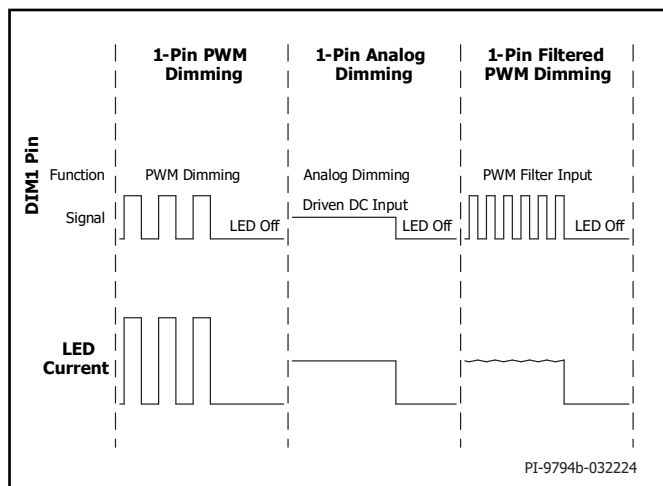 1-Pin PWM
Dimming
1-Pin Analog
Dimming
1-Pin Filtered
PWM Dimming
DIM1 Pin
Function
PWM Dimming
Analog Dimming
PWM Filter Input
Signal
LED Off
Driven DC Input
LED Off
LED Off
LED
Current
PI-9794b-032224